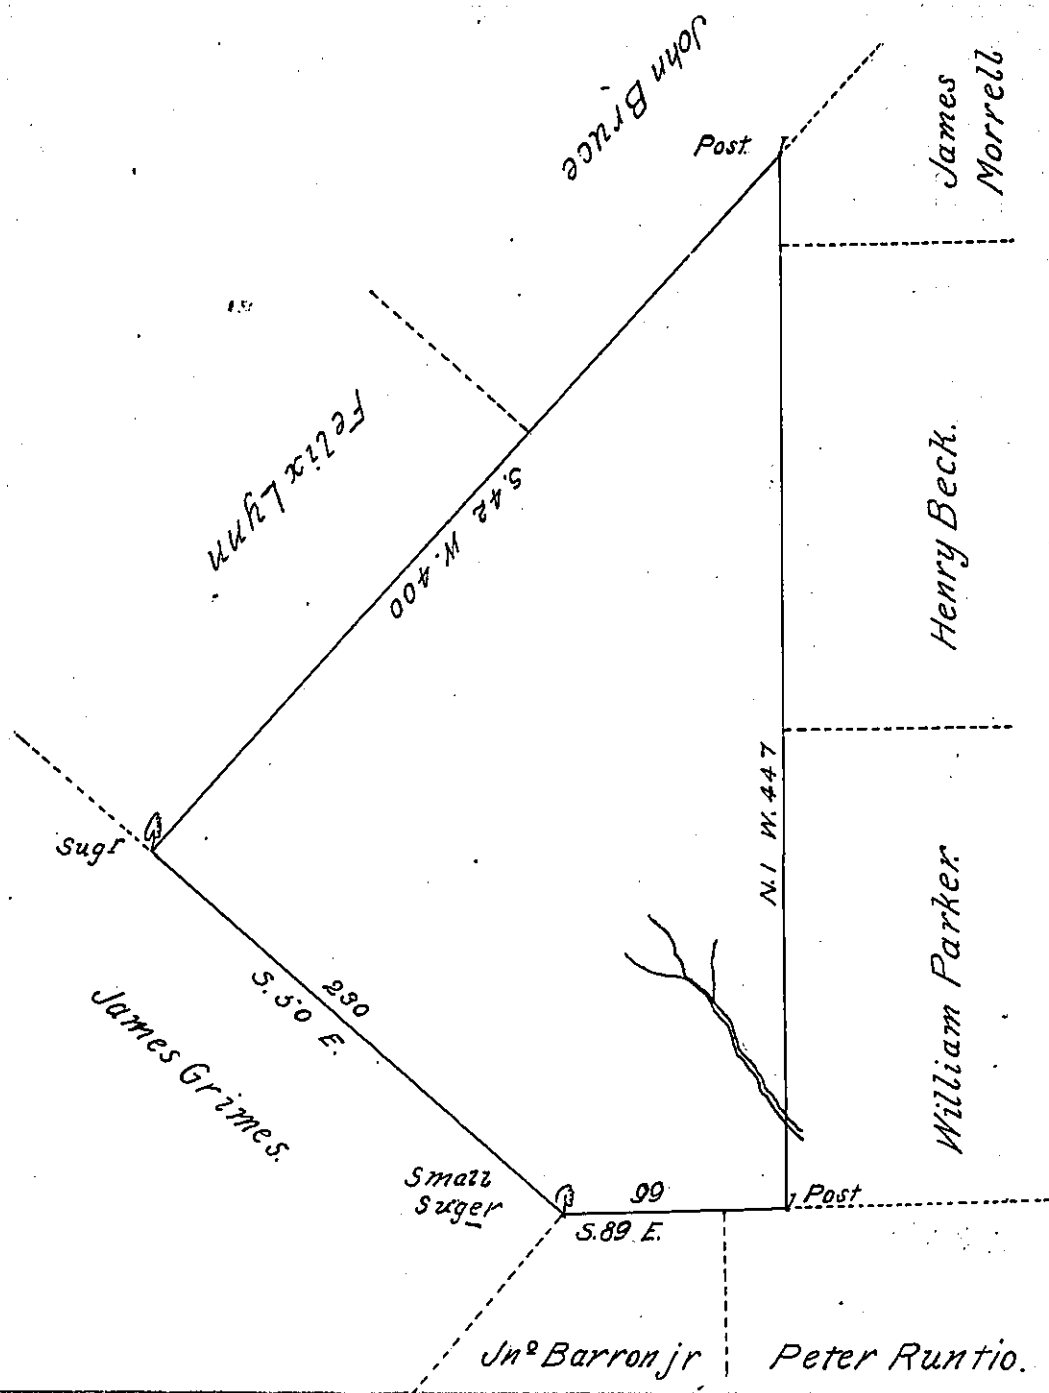 John Bruce
Post.
James
Morrell
Felix Lynn
S. 42 W. 400
Henry Beck.
N. 1 W. 447
Sugr
230
S. 50 E.
James Grimes.
William Parker.
Small
Suger
99
S. 89 E.
Post
Jnº Barron jr
Peter Runtio.